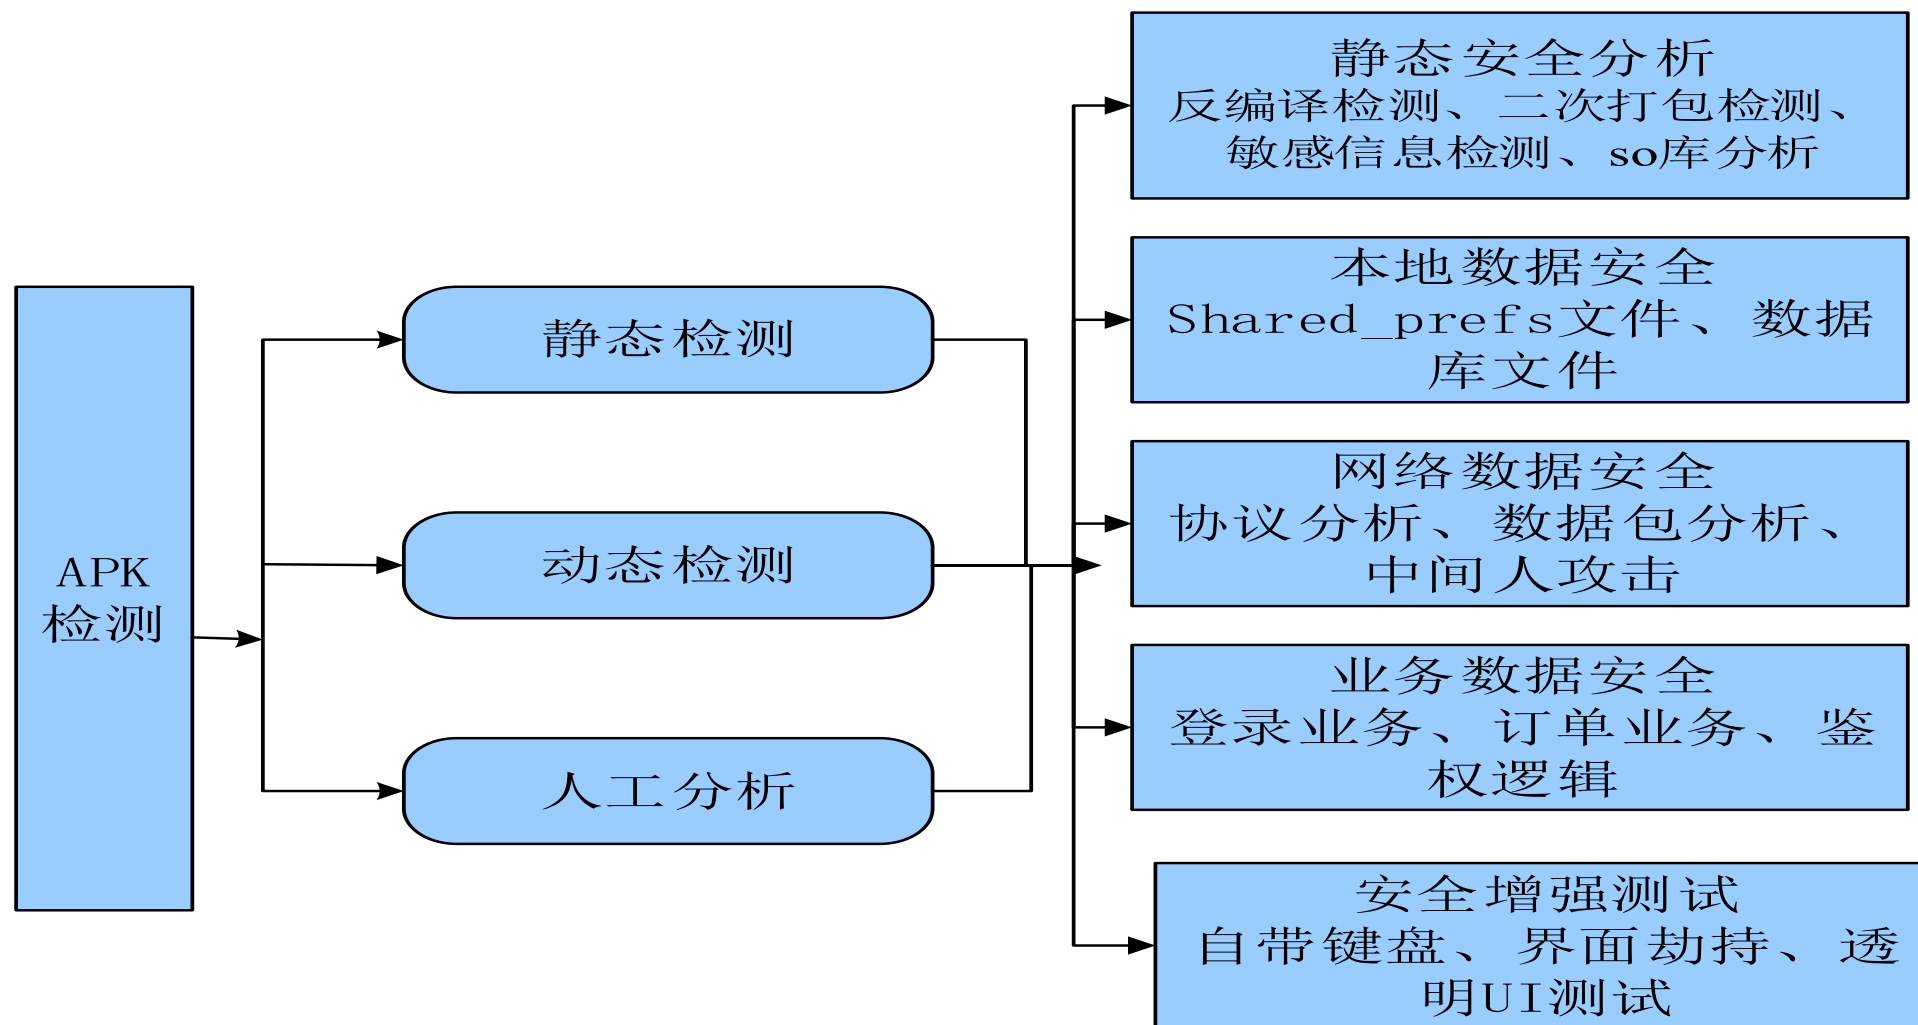 APK
检测
静态检测
动态检测
人工分析
静态安全分析
反编译检测、二次打包检测、
敏感信息检测、so库分析
本地数据安全
Shared_prefs文件、数据
库文件
网络数据安全
协议分析、数据包分析、
中间人攻击
业务数据安全
登录业务、订单业务、鉴
权逻辑
安全增强测试
自带键盘、界面劫持、透
明UI测试